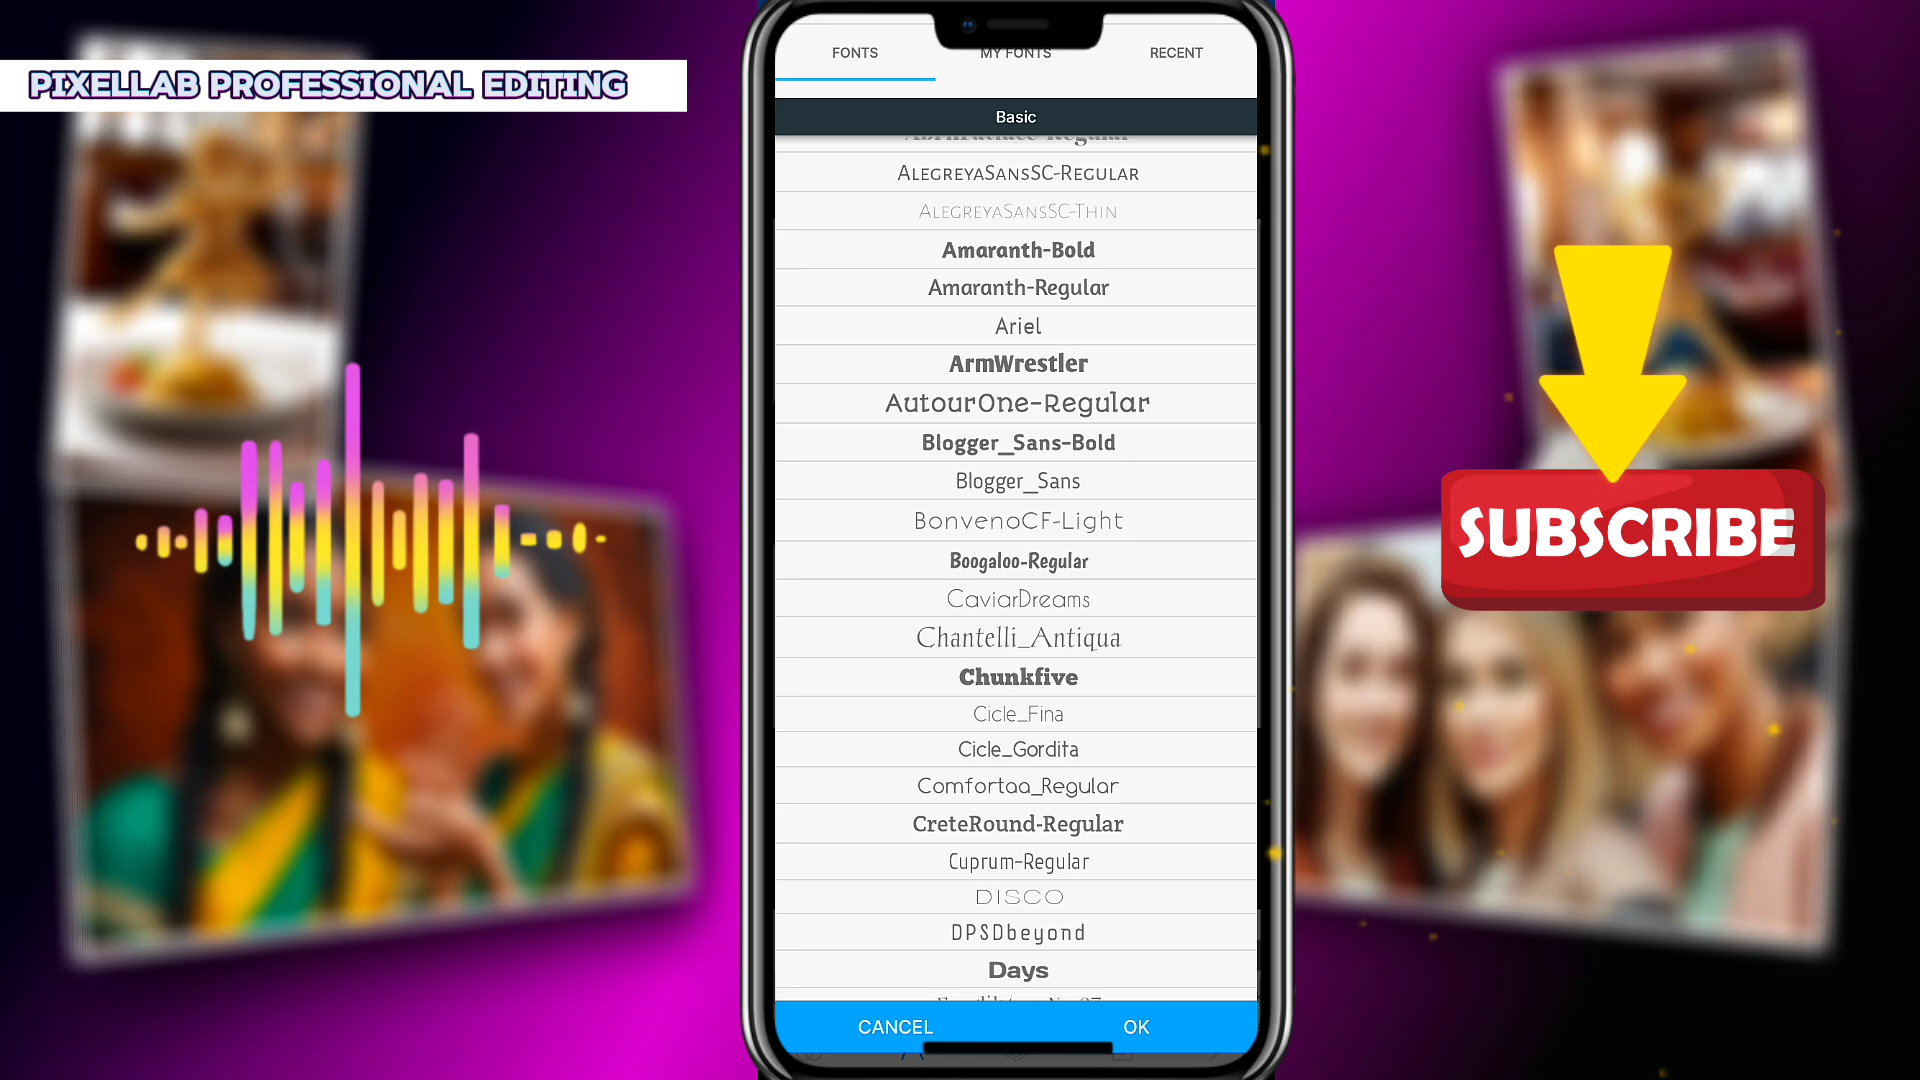 PIXELLAB PROFESSIONAL EDITING
FONTS
MY FONTS
RECENT
Basic
AlegreyaSansSC-Regular
AlegreyaSansSC-Thin
Amaranth-Bold
Amaranth-Regular
Ariel
ArmWrestler
AutourOne-Regular
Blogger_Sans-Bold
Blogger_Sans
BonvenoCF-Light
Boogaloo-Regular
CaviarDreams
Chantelli_Antiqua
Chunkfive
Cicle_Fina
Cicle_Gordita
Comfortaa_Regular
CreteRound-Regular
Cuprum-Regular
DISCO
DPSDbeyond
Days
CANCEL
OK
SUBSCRIBE